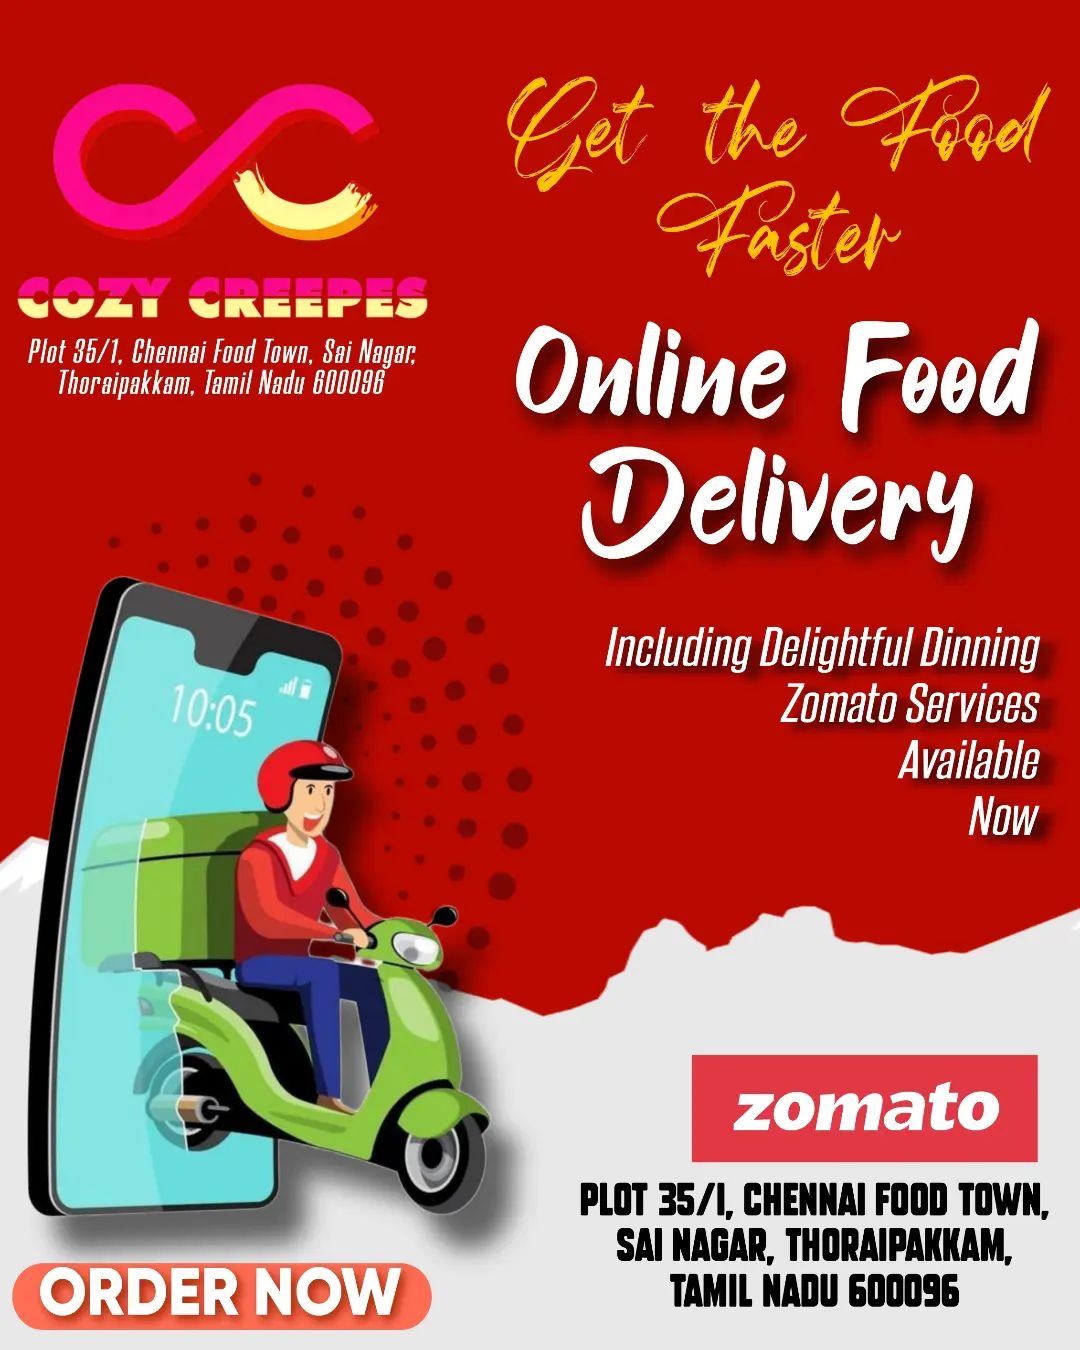 COZY CREEPES
Plot 35/1, Chennai Food Town, Sai Nagar,
Thoraipakkam, Tamil Nadu 600096
Get the Food
Faster
Online Food
Delivery
Including Delightful Dinning
Zomato Services
Available
Now
10:05
zomato
PLOT 35/1, CHENNAI FOOD TOWN,
SAI NAGAR, THORAIPAKKAM,
TAMIL NADU 600096
ORDER NOW